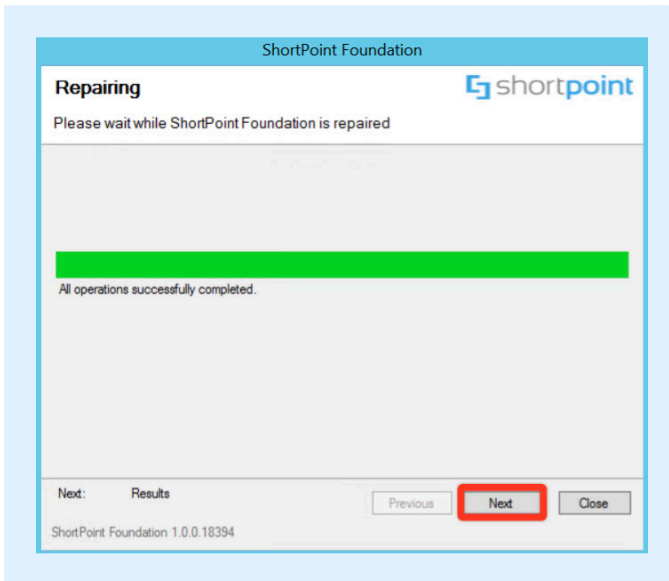 ShortPoint Foundation
Repairing
shortpoint
Please wait while ShortPoint Foundation is repaired
All operations successfully completed.
Next: Results
Previous Next Close
ShortPoint Foundation 1.0.0.18394